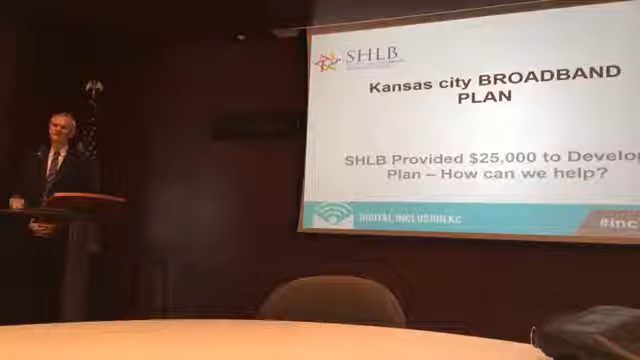 SHLB
Kansas city BROADBAND
PLAN
SHLB Provided $25,000 to Develop
Plan – How can we help?
DIGITAL INCLUSION KC
#inc